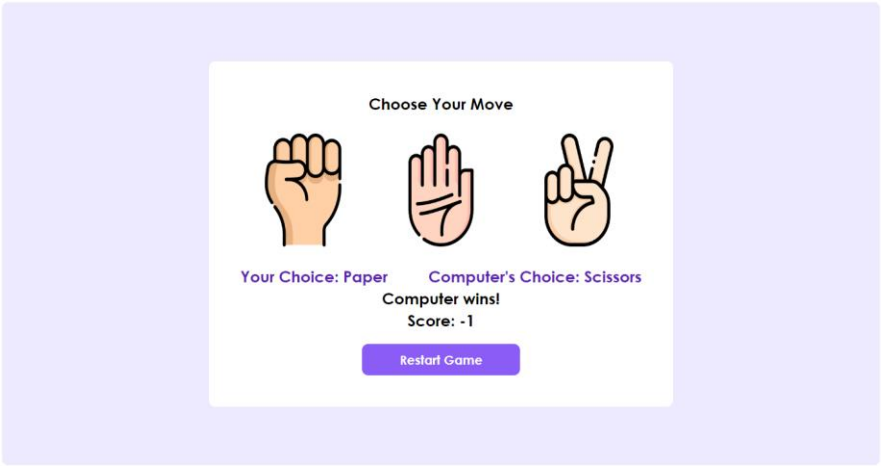 Choose Your Move
Your Choice: Paper
Computer's Choice: Scissors
Computer wins!
Score: -1
Restart Game